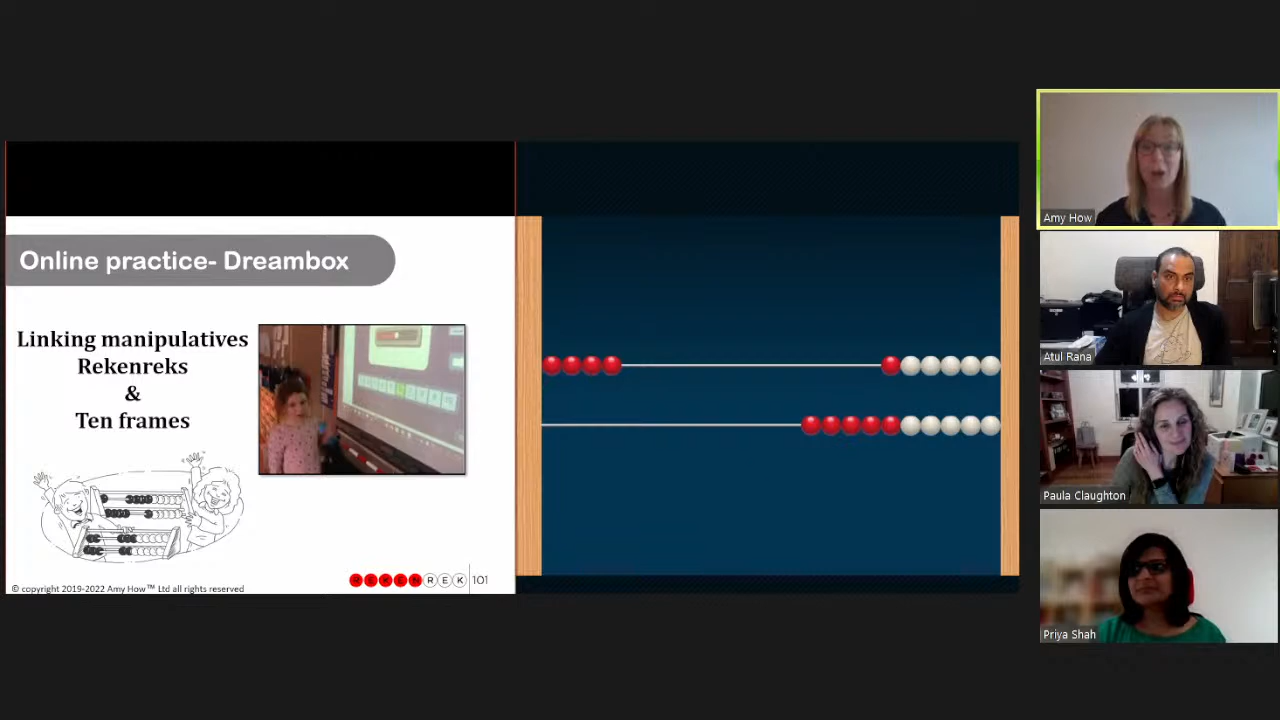 Online practice- Dreambox
Linking manipulatives
Rekenreks
&
Ten frames
© copyright 2019-2022 Amy How™ Ltd all rights reserved
REKENREK 101
Amy How
Atul Rana
Paula Claughton
Priya Shah